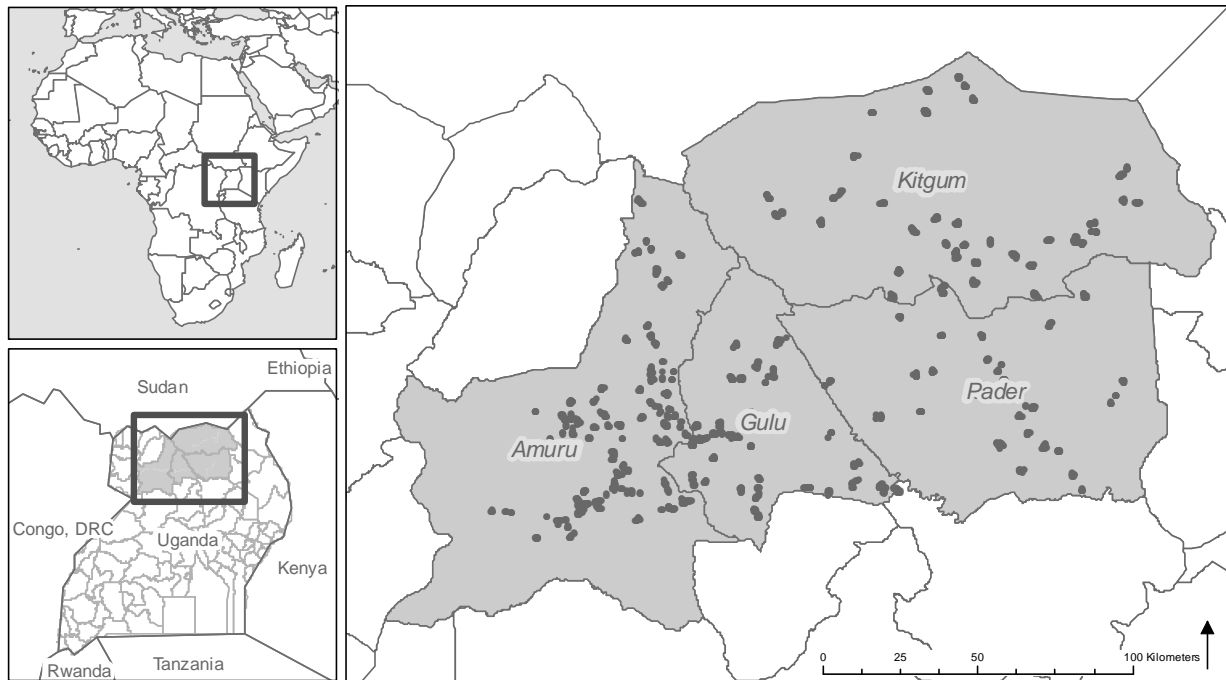 Ethiopia
Sudan
Congo, DRC
Uganda
Kenya
Rwanda
Tanzania
Kitgum
Pader
Gulu
Amuru
0 25 50 100 Kilometers